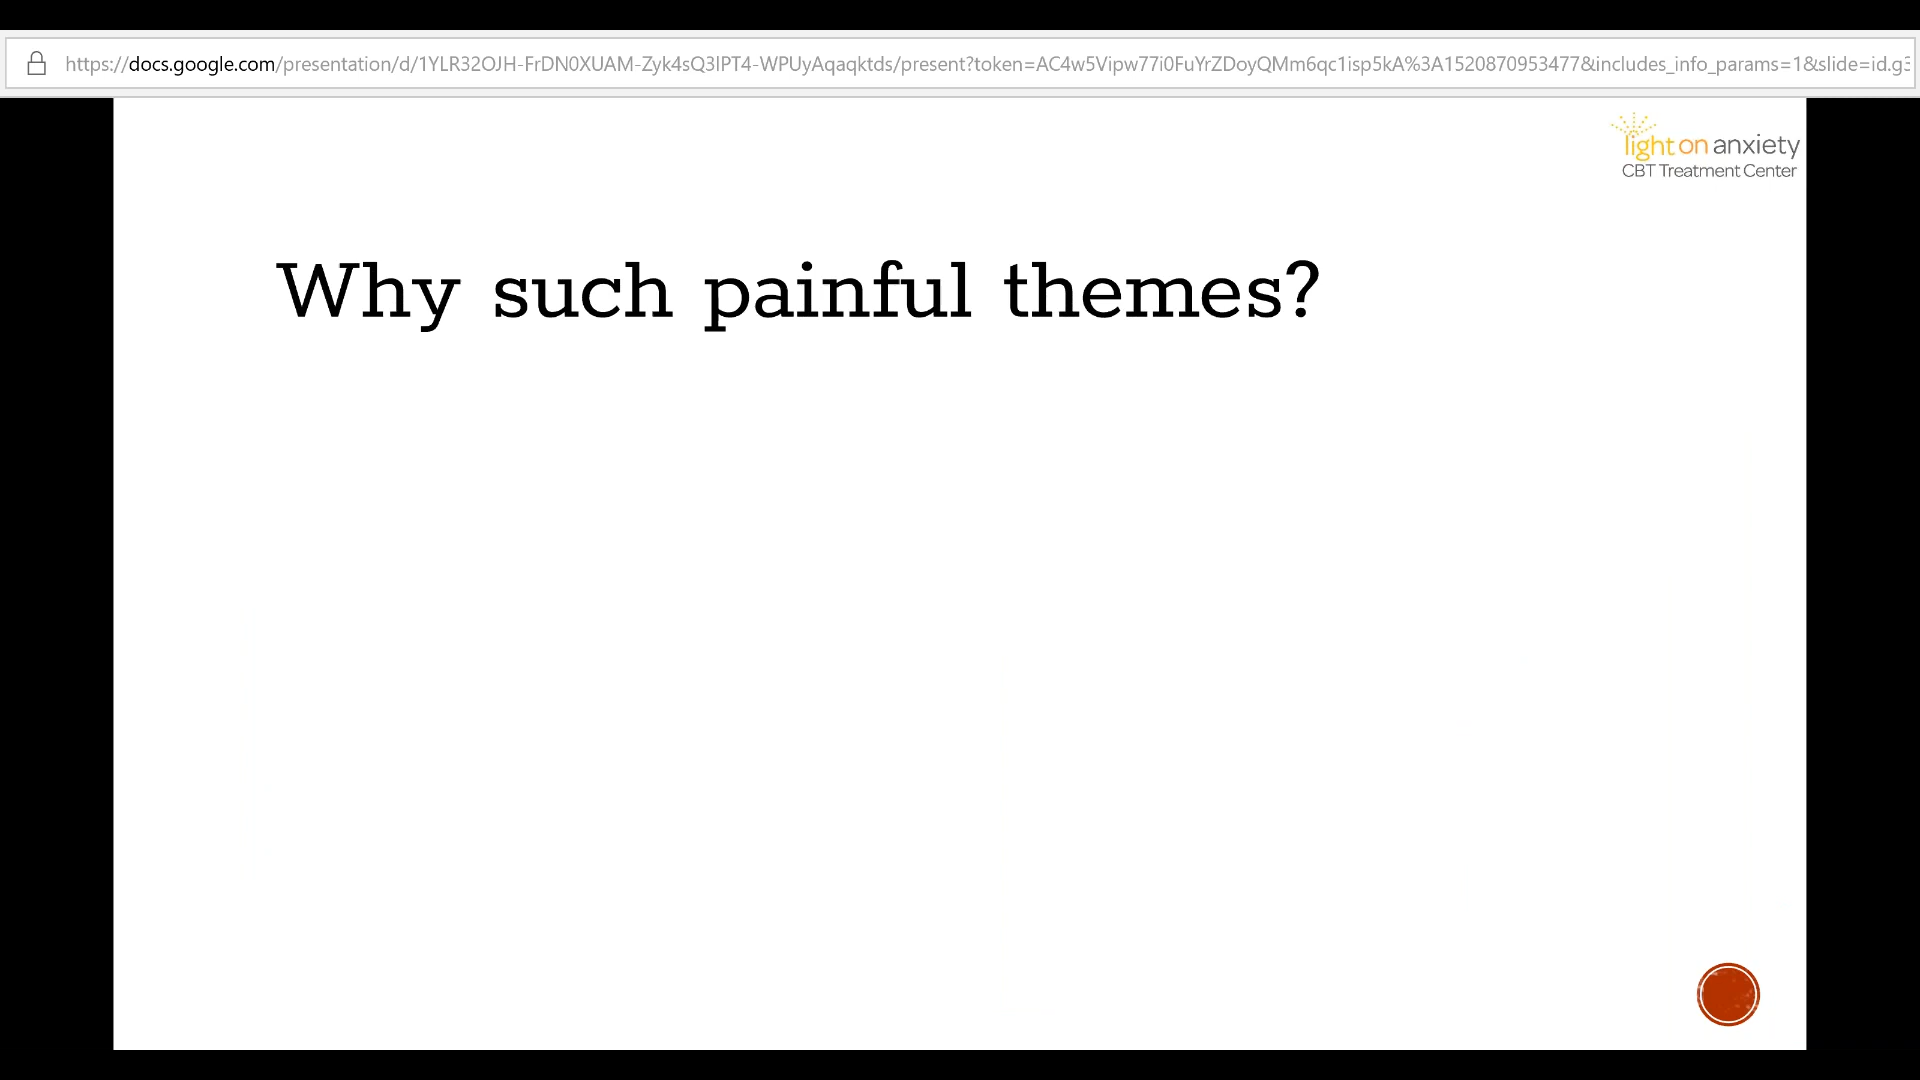 https://docs.google.com/presentation/d/1YLR32OJH-FrDN0XUAM-Zyk4sQ3lPT4-WPUyAqaqktds/present?token=AC4w5Vipw77i0FuYrZDoyQMm6qc1isp5kA%3A1520870953477&includes_info_params=1&slide=id.g3
light on anxiety
CBT Treatment Center
Why such painful themes?